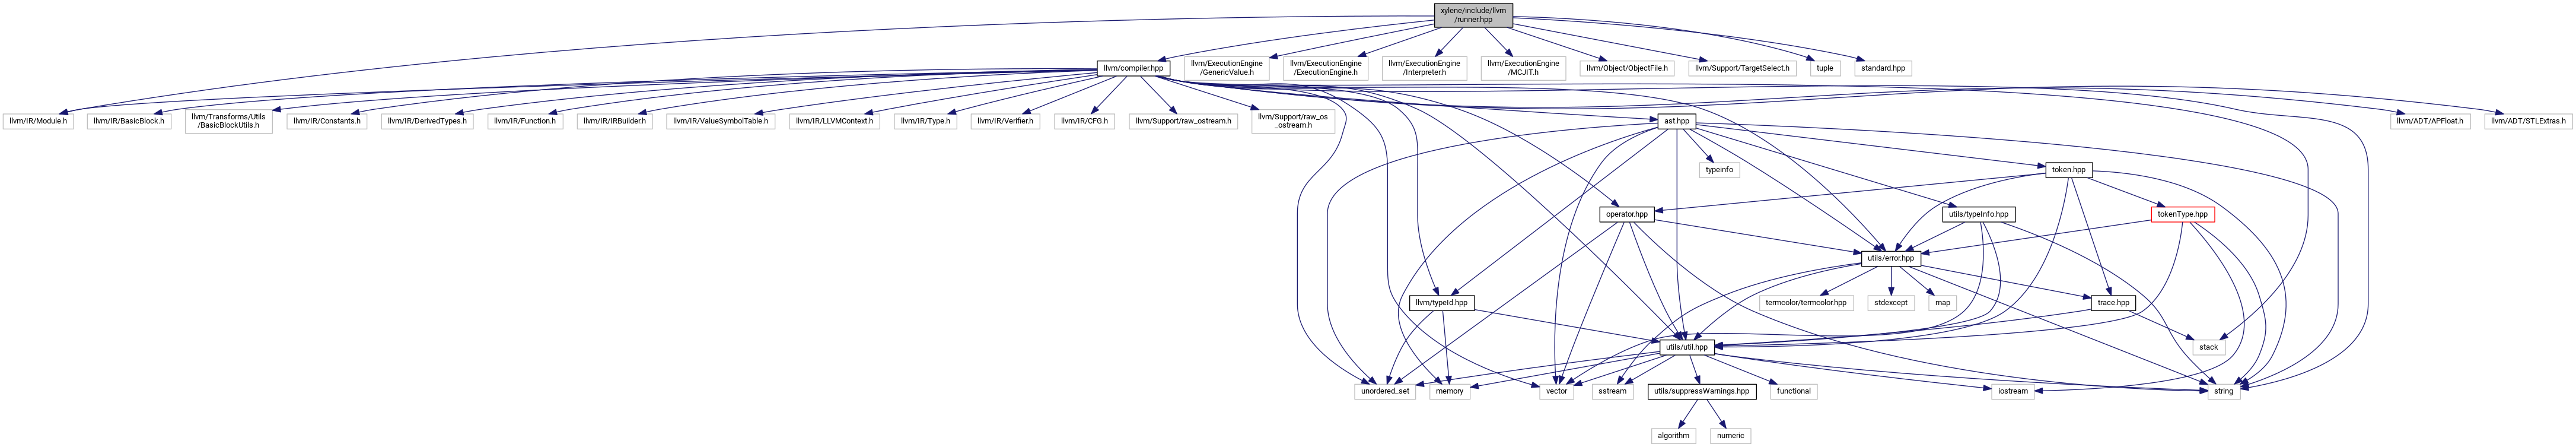 xylene/include/llvm
/runner.hpp
llvm/compiler.hpp
llvm/ExecutionEngine
/GenericValue.h
llvm/ExecutionEngine
/ExecutionEngine.h
llvm/ExecutionEngine
/Interpreter.h
llvm/ExecutionEngine
/MCJIT.h
llvm/Object/ObjectFile.h
llvm/Support/TargetSelect.h
tuple
standard.hpp
llvm/IR/Module.h
llvm/IR/BasicBlock.h
llvm/Transforms/Utils
/BasicBlockUtils.h
llvm/IR/Constants.h
llvm/IR/DerivedTypes.h
llvm/IR/Function.h
llvm/IR/IRBuilder.h
llvm/IR/ValueSymbolTable.h
llvm/IR/LLVMContext.h
llvm/IR/Type.h
llvm/IR/Verifier.h
llvm/IR/CFG.h
llvm/Support/raw_ostream.h
llvm/Support/raw_os
_ostream.h
ast.hpp
llvm/ADT/APFloat.h
llvm/ADT/STLExtras.h
typeinfo
token.hpp
operator.hpp
utils/typeInfo.hpp
tokenType.hpp
utils/error.hpp
llvm/typeId.hpp
termcolor/termcolor.hpp
stdexcept
map
trace.hpp
utils/util.hpp
stack
unordered_set
memory
vector
sstream
utils/suppressWarnings.hpp
functional
iostream
string
algorithm
numeric